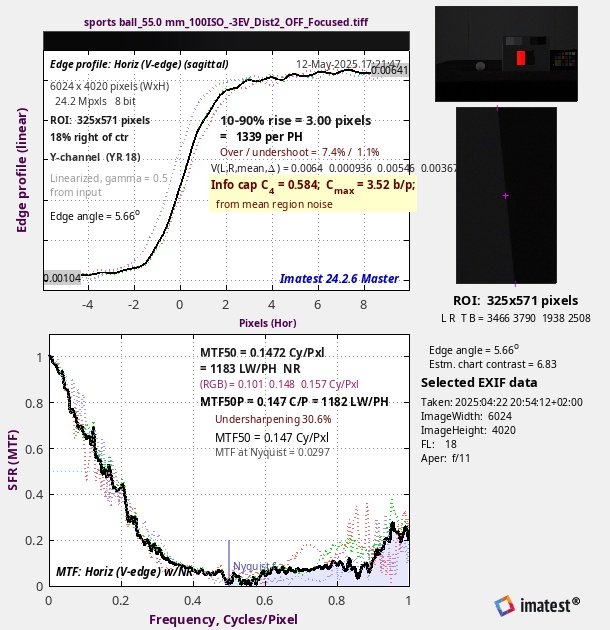 sports ball_55.0 mm_100ISO_-3EV_Dist2_OFF_Focused.tiff
Edge profile: Horiz (V-edge) (sagittal)
12-May-2025 17:21:47
0.00641
6024 x 4020 pixels (WxH)
24.2 Mpxls   8 bit
ROI:  325x571 pixels
18% right of ctr
Y-channel  (YR 18)
Linearized, gamma = 0.5
from input
Edge angle = 5.66⁰
10-90% rise = 3.00 pixels
=   1339 per PH
Over / undershoot = 7.4% / 1.1%
V(L,R,mean,Δ) = 0.0064  0.000936  0.00546  0.00367
Info cap C4 = 0.584;  Cmax = 3.52 b/p;
from mean region noise
0.00104
Imatest 24.2.6 Master
Edge profile (linear)
-4 -2 0 2 4 6 8
Pixels (Hor)
ROI:  325x571 pixels
L R  T B = 3466 3790  1938 2508
Edge angle = 5.66⁰
Estm. chart contrast = 6.83
Selected EXIF data
Taken: 2025:04:22 20:54:12+02:00
ImageWidth:  6024
ImageHeight:  4020
FL:   18
Aper:  f/11
MTF50 = 0.1472 Cy/Pxl
= 1183 LW/PH  NR
(RGB) = 0.101  0.148  0.157 Cy/Pxl
MTF50P = 0.147 C/P = 1182 LW/PH
Undersharpening 30.6%
MTF50 = 0.147 Cy/Pxl
MTF at Nyquist = 0.0297
SFR (MTF)
1
0.8
0.6
0.4
0.2
0
MTF: Horiz (V-edge) w/NR
Nyquist f
0 0.2 0.4 0.6 0.8 1
Frequency, Cycles/Pixel
imatest®